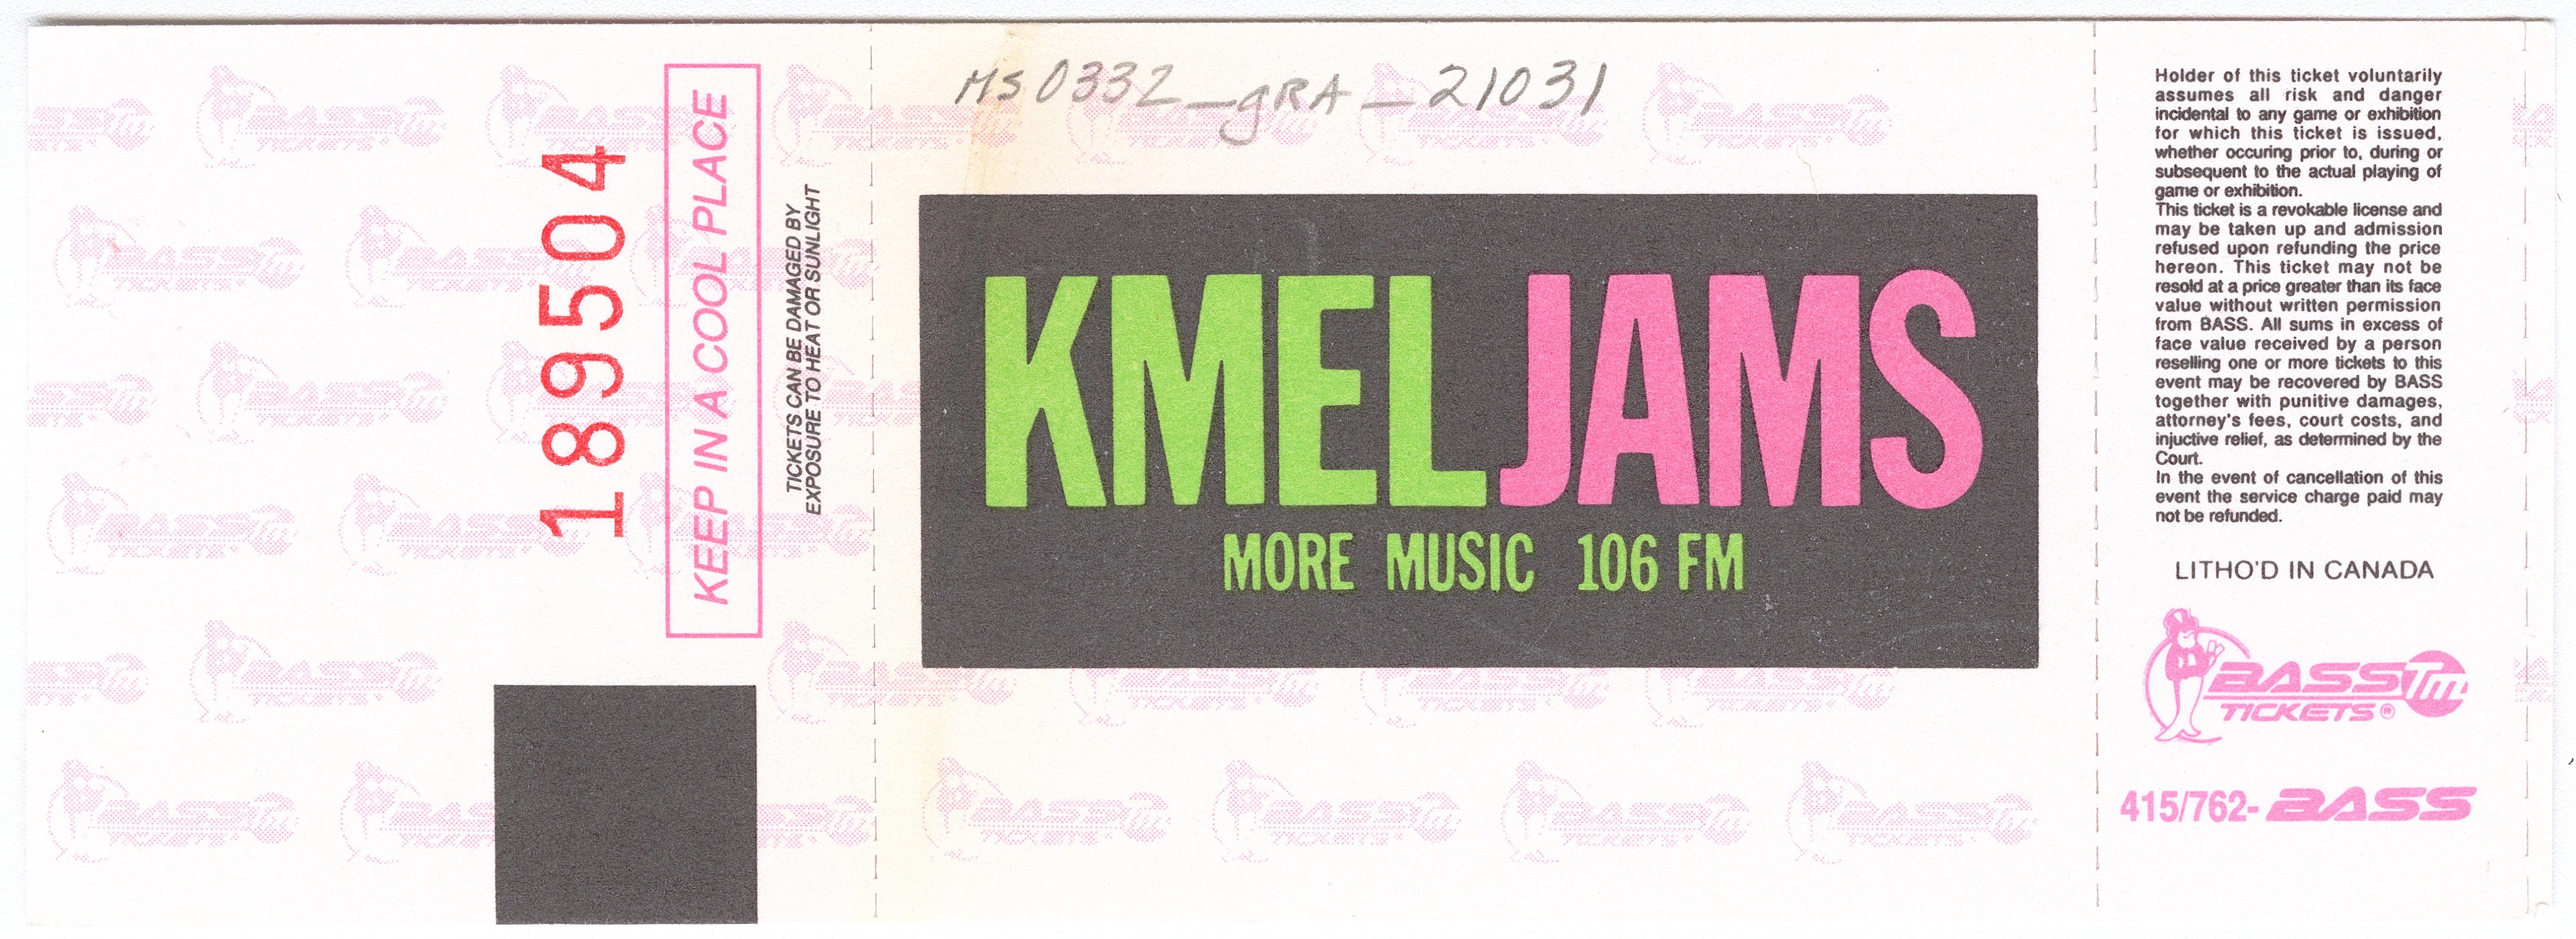 MS0332_gRA_21031
189504
KEEP IN A COOL PLACE
TICKETS CAN BE DAMAGED BY
EXPOSURE TO HEAT OR SUNLIGHT
KMELJAMS
MORE MUSIC 106 FM
Holder of this ticket voluntarily
assumes all risk and danger
incidental to any game or exhibition
for which this ticket is issued,
whether occuring prior to, during or
subsequent to the actual playing of
game or exhibition.
This ticket is a revokable license and
may be taken up and admission
refused upon refunding the price
hereon. This ticket may not be
resold at a price greater than its face
value without written permission
from BASS. All sums in excess of
face value received by a person
reselling one or more tickets to this
event may be recovered by BASS
together with punitive damages,
attorney's fees, court costs, and
injuctive relief, as determined by the
Court.
In the event of cancellation of this
event the service charge paid may
not be refunded.
LITHO'D IN CANADA
BASS Tm
TICKETS®
415/762-BASS